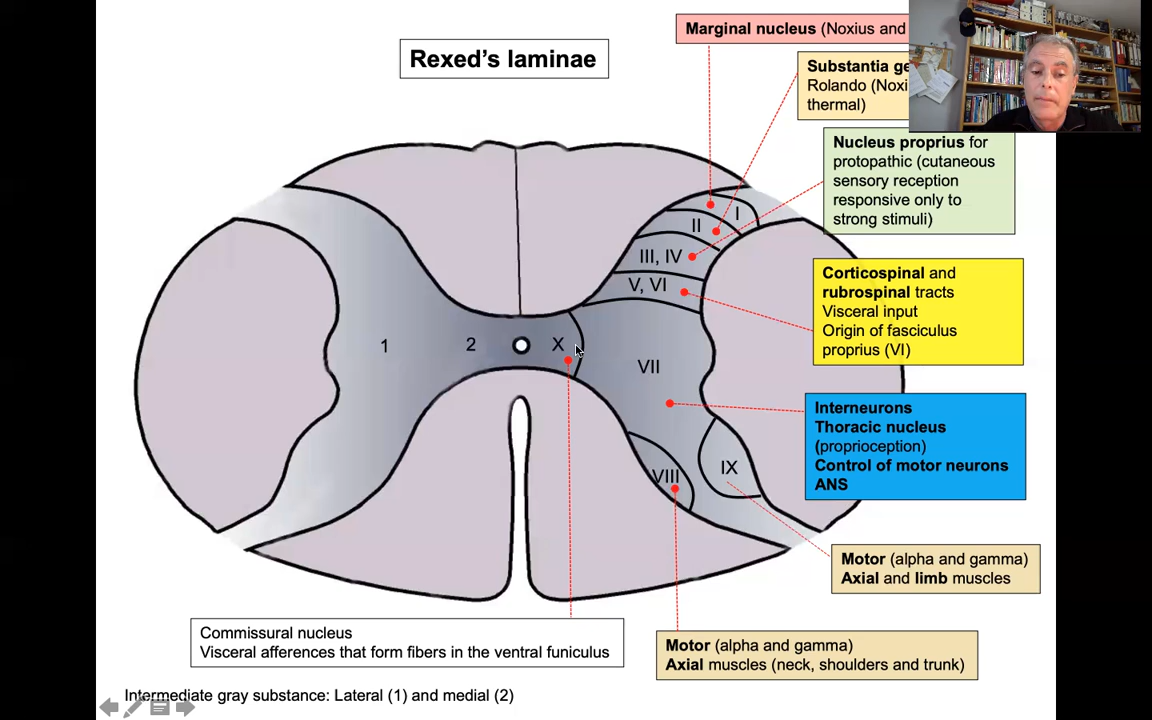 Rexed's laminae
Marginal nucleus (Noxius and
Substantia
Rolando
thermal)
Nucleus proprius for
protopathic (cutaneous
sensory reception
responsive only to
strong stimuli)
I
II
III, IV
V, VI
Corticospinal and
rubrospinal tracts
Visceral input
Origin of fasciculus
proprius (VI)
1
2
X
VII
Interneurons
Thoracic nucleus
(proprioception)
Control of motor neurons
ANS
VIII
IX
Motor (alpha and gamma)
Axial and limb muscles
Commissural nucleus
Visceral afferences that form fibers in the ventral funiculus
Motor (alpha and gamma)
Axial muscles (neck, shoulders and trunk)
Intermediate gray substance: Lateral (1) and medial (2)